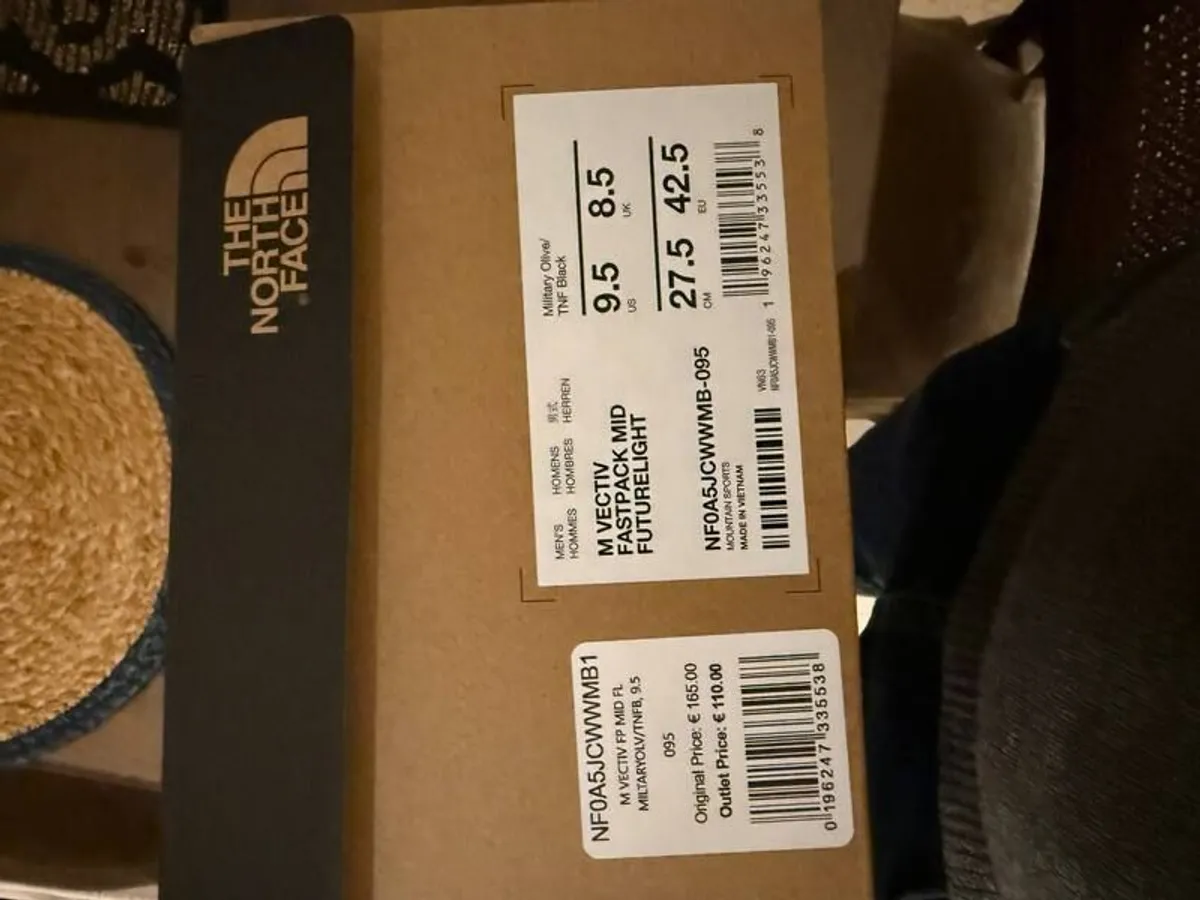 THE
NORTH
FACE
MEN'S HOMENS 男式
HOMMES HOMBRES HERREN
Military Olive/
TNF Black
M VECTIV
FASTPACK MID
FUTURELIGHT
9.5 8.5
US UK
27.5 42.5
CM EU
NF0A5JCWWMB-095
MOUNTAIN SPORTS
MADE IN VIETNAM
VN63
NF0A5JCWWMB1-095
1 96247 33553 8
NF0A5JCWWMB1
M VECTIV FP MID FL
MILTARYOLV/TNFB, 9.5
095
Original Price: € 165.00
Outlet Price: € 110.00
0 196247 335538